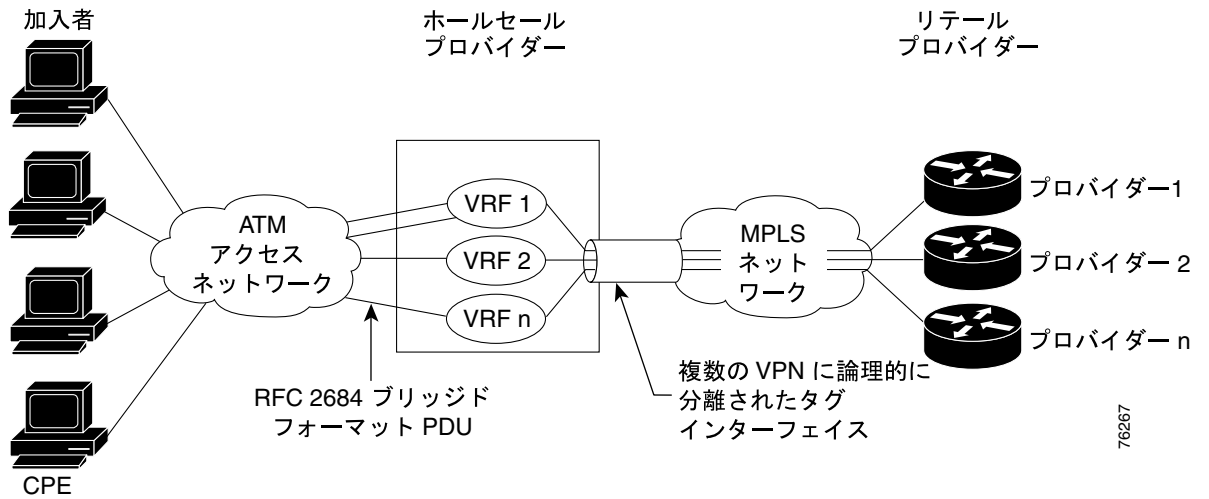 加入者
ホールセール
プロバイダー
リテール
プロバイダー
ATM
アクセス
ネットワーク
VRF 1
VRF 2
VRF n
MPLS
ネット
ワーク
プロバイダー1
プロバイダー 2
プロバイダー n
RFC 2684 ブリッジド
フォーマット PDU
複数の VPN に論理的に
分離されたタグ
インターフェイス
CPE
76267